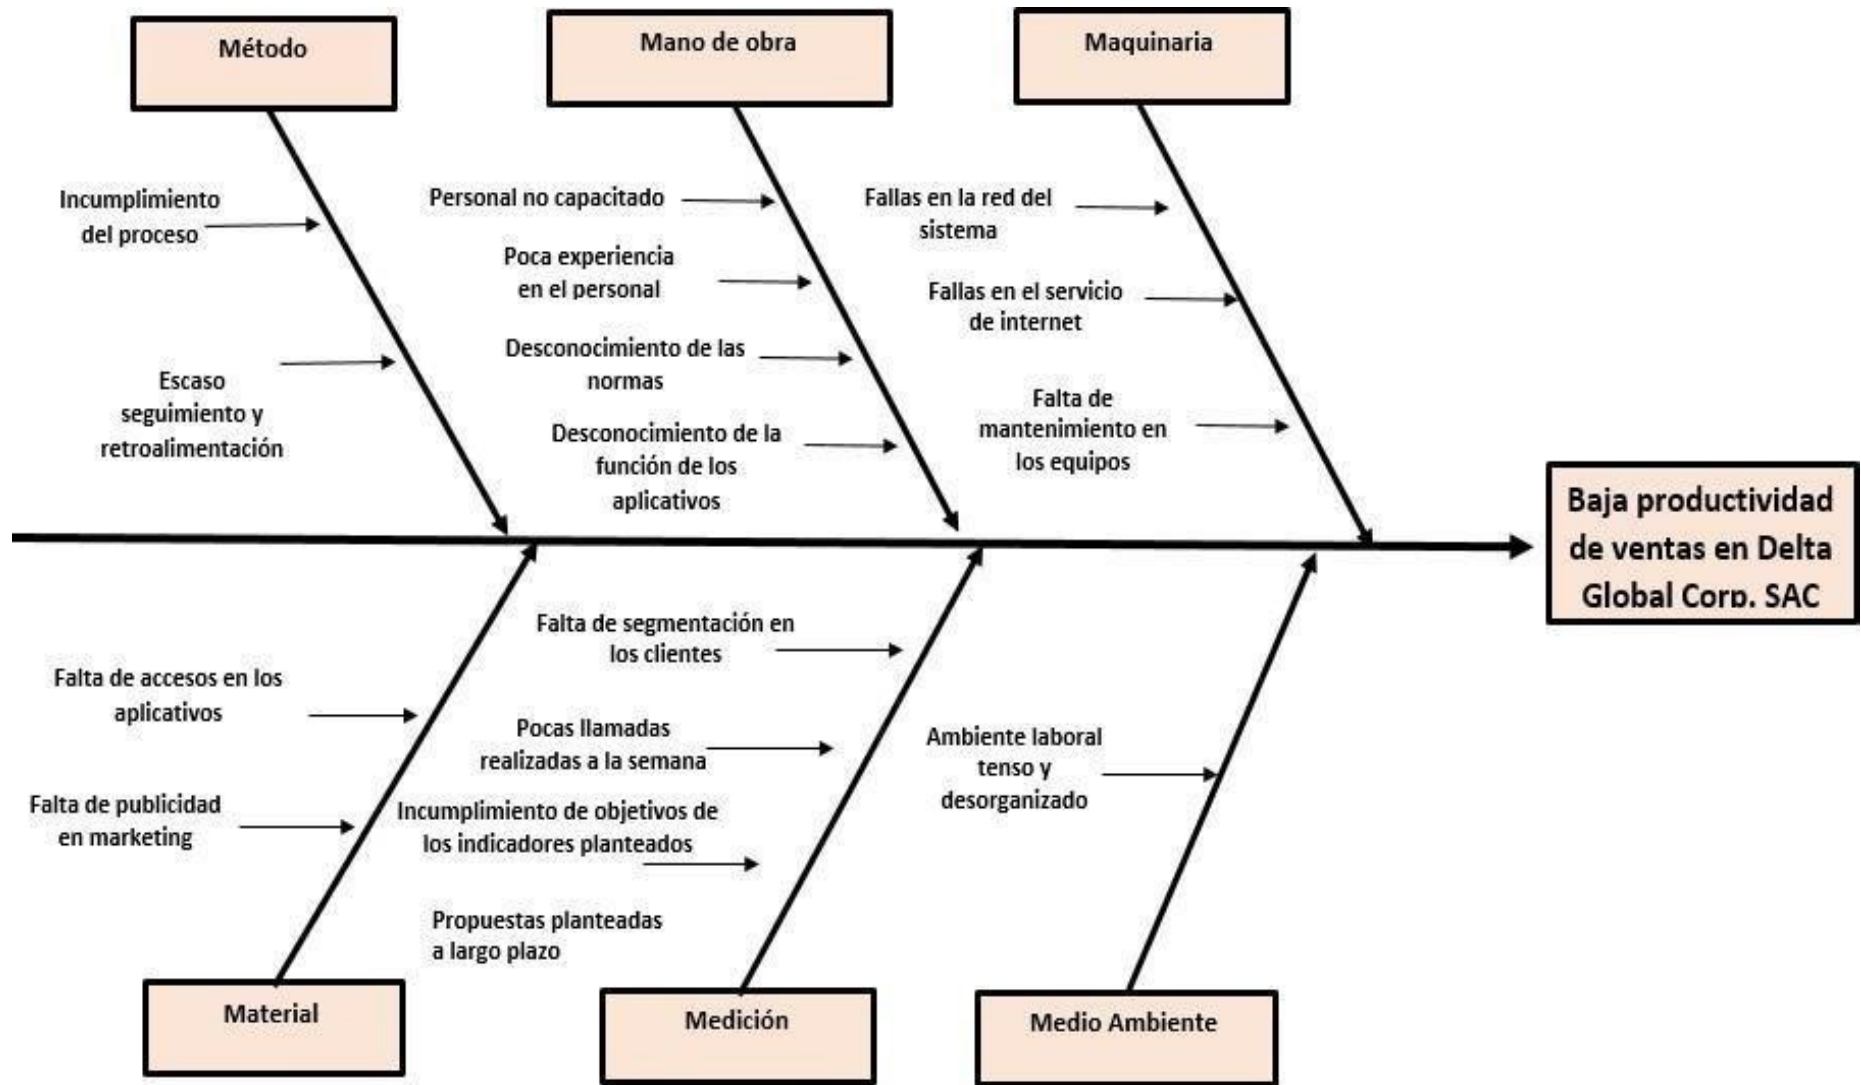 Método
Mano de obra
Maquinaria
Incumplimiento
del proceso
Escaso
seguimiento y
retroalimentación
Personal no capacitado
Poca experiencia
en el personal
Desconocimiento de las
normas
Desconocimiento de la
función de los
aplicativos
Fallas en la red del
sistema
Fallas en el servicio
de internet
Falta de
mantenimiento en
los equipos
Baja productividad
de ventas en Delta
Global Corp. SAC
Falta de accesos en los
aplicativos
Falta de publicidad
en marketing
Falta de segmentación en
los clientes
Pocas llamadas
realizadas a la semana
Incumplimiento de objetivos de
los indicadores planteados
Propuestas planteadas
a largo plazo
Ambiente laboral
tenso y
desorganizado
Material
Medición
Medio Ambiente